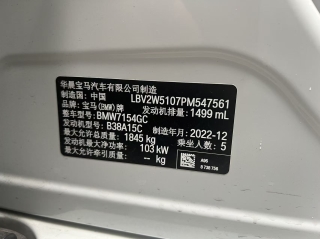 华晨宝马汽车有限公司制造
制造国：中国 LBV2W5107PM547561
品牌：宝马(BMW)牌 发动机排量：1499 mL
整车型号：BMW7154GC
发动机型号：B38A15C 制造年月：2022-12
最大允许总质量：1845 kg 乘坐人数：5
发动机最大净功率：103 kW
最大允许牵引质量：-- kg